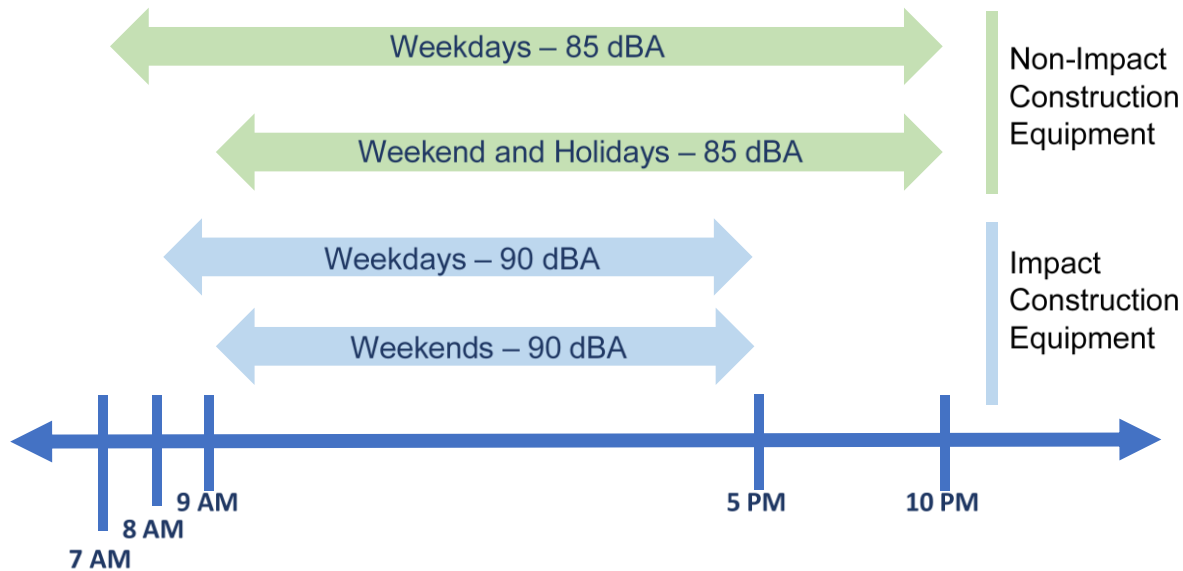 Weekdays – 85 dBA
Weekend and Holidays – 85 dBA
Non-Impact
Construction
Equipment
Weekdays – 90 dBA
Weekends – 90 dBA
Impact
Construction
Equipment
7 AM
8 AM
9 AM
5 PM
10 PM